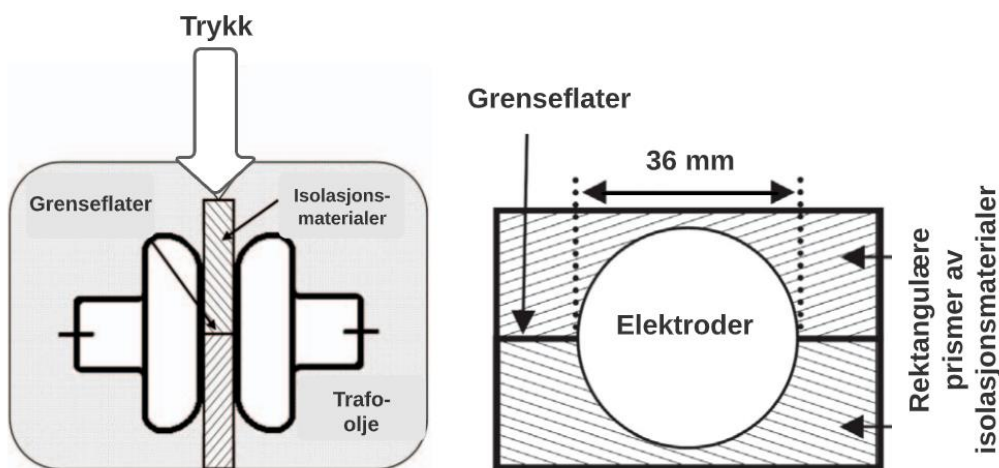 Trykk
Grenseflater
Isolasjons-
materialer
Trafo-
olje
Grenseflater
36 mm
Elektroder
Rektangulære
prismer av
isolasjonsmaterialer